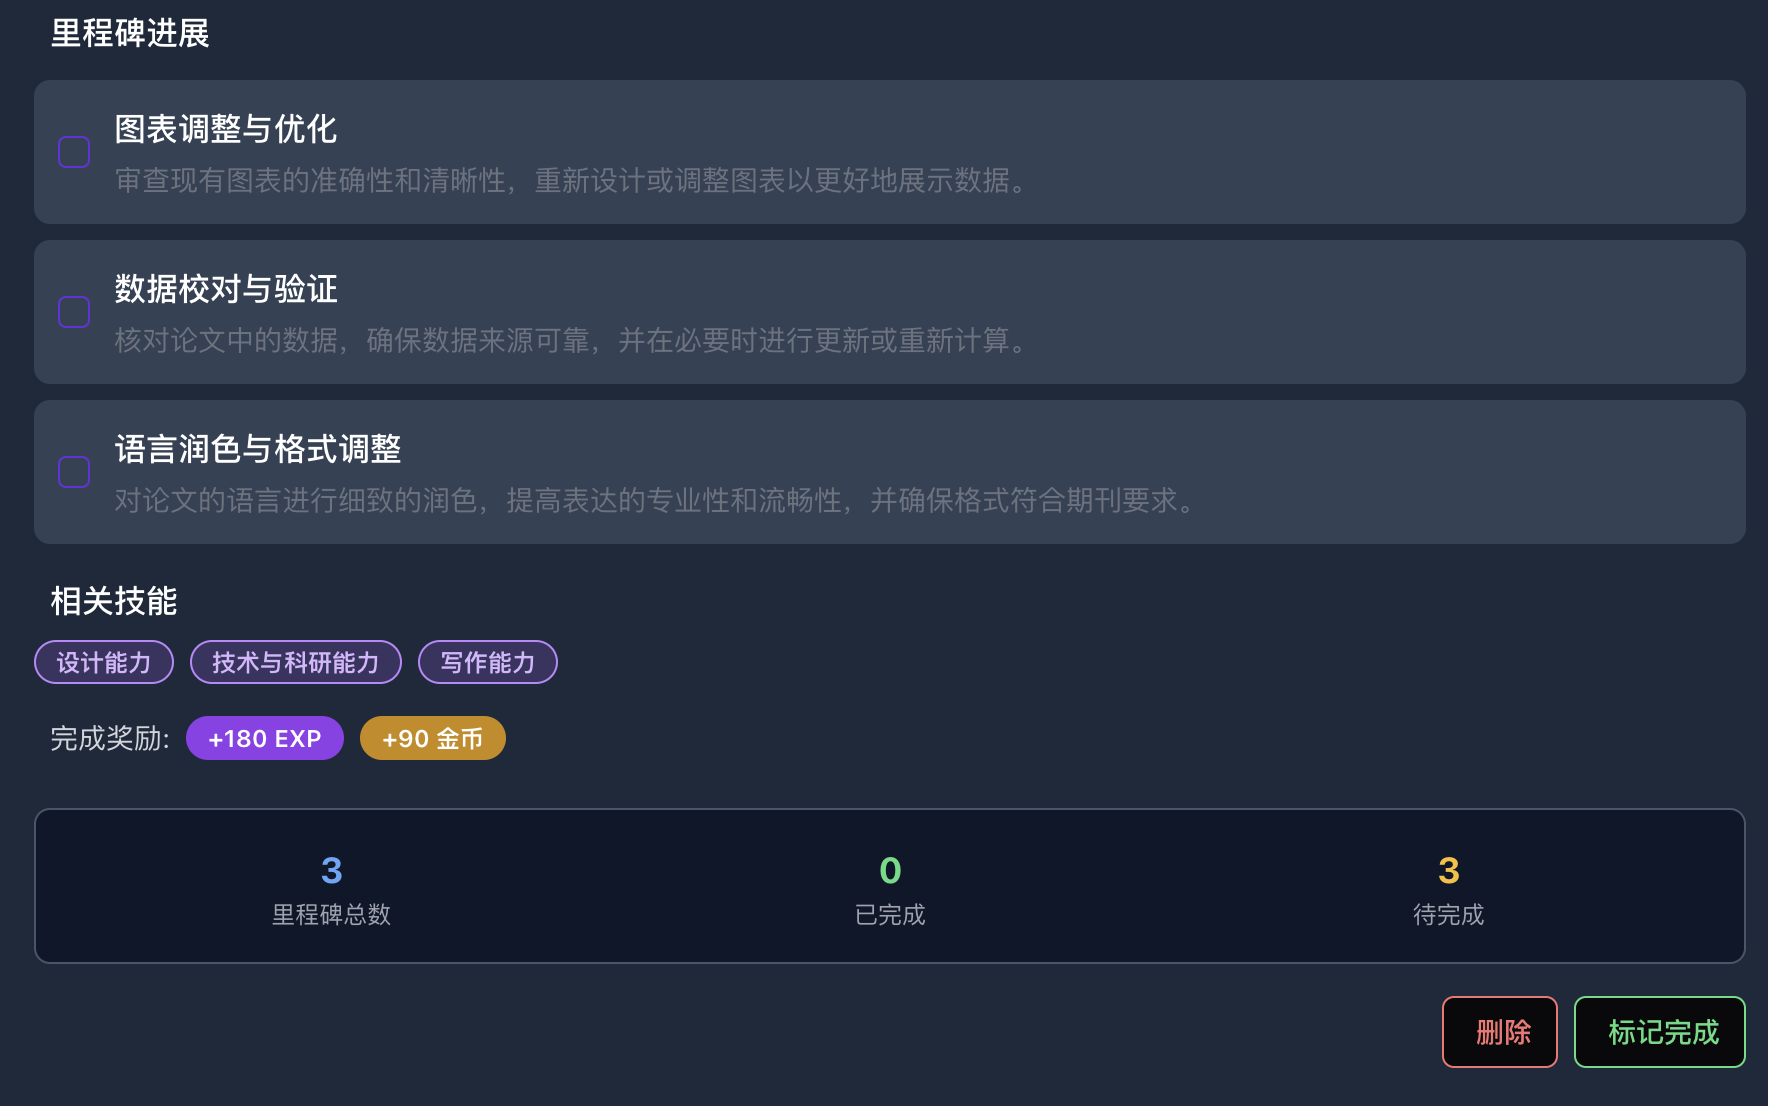 里程碑进展
图表调整与优化
审查现有图表的准确性和清晰性，重新设计或调整图表以更好地展示数据。
数据校对与验证
核对论文中的数据，确保数据来源可靠，并在必要时进行更新或重新计算。
语言润色与格式调整
对论文的语言进行细致的润色，提高表达的专业性和流畅性，并确保格式符合期刊要求。
相关技能
设计能力 技术与科研能力 写作能力
完成奖励: +180 EXP +90 金币
3 0 3
里程碑总数 已完成 待完成
删除 标记完成